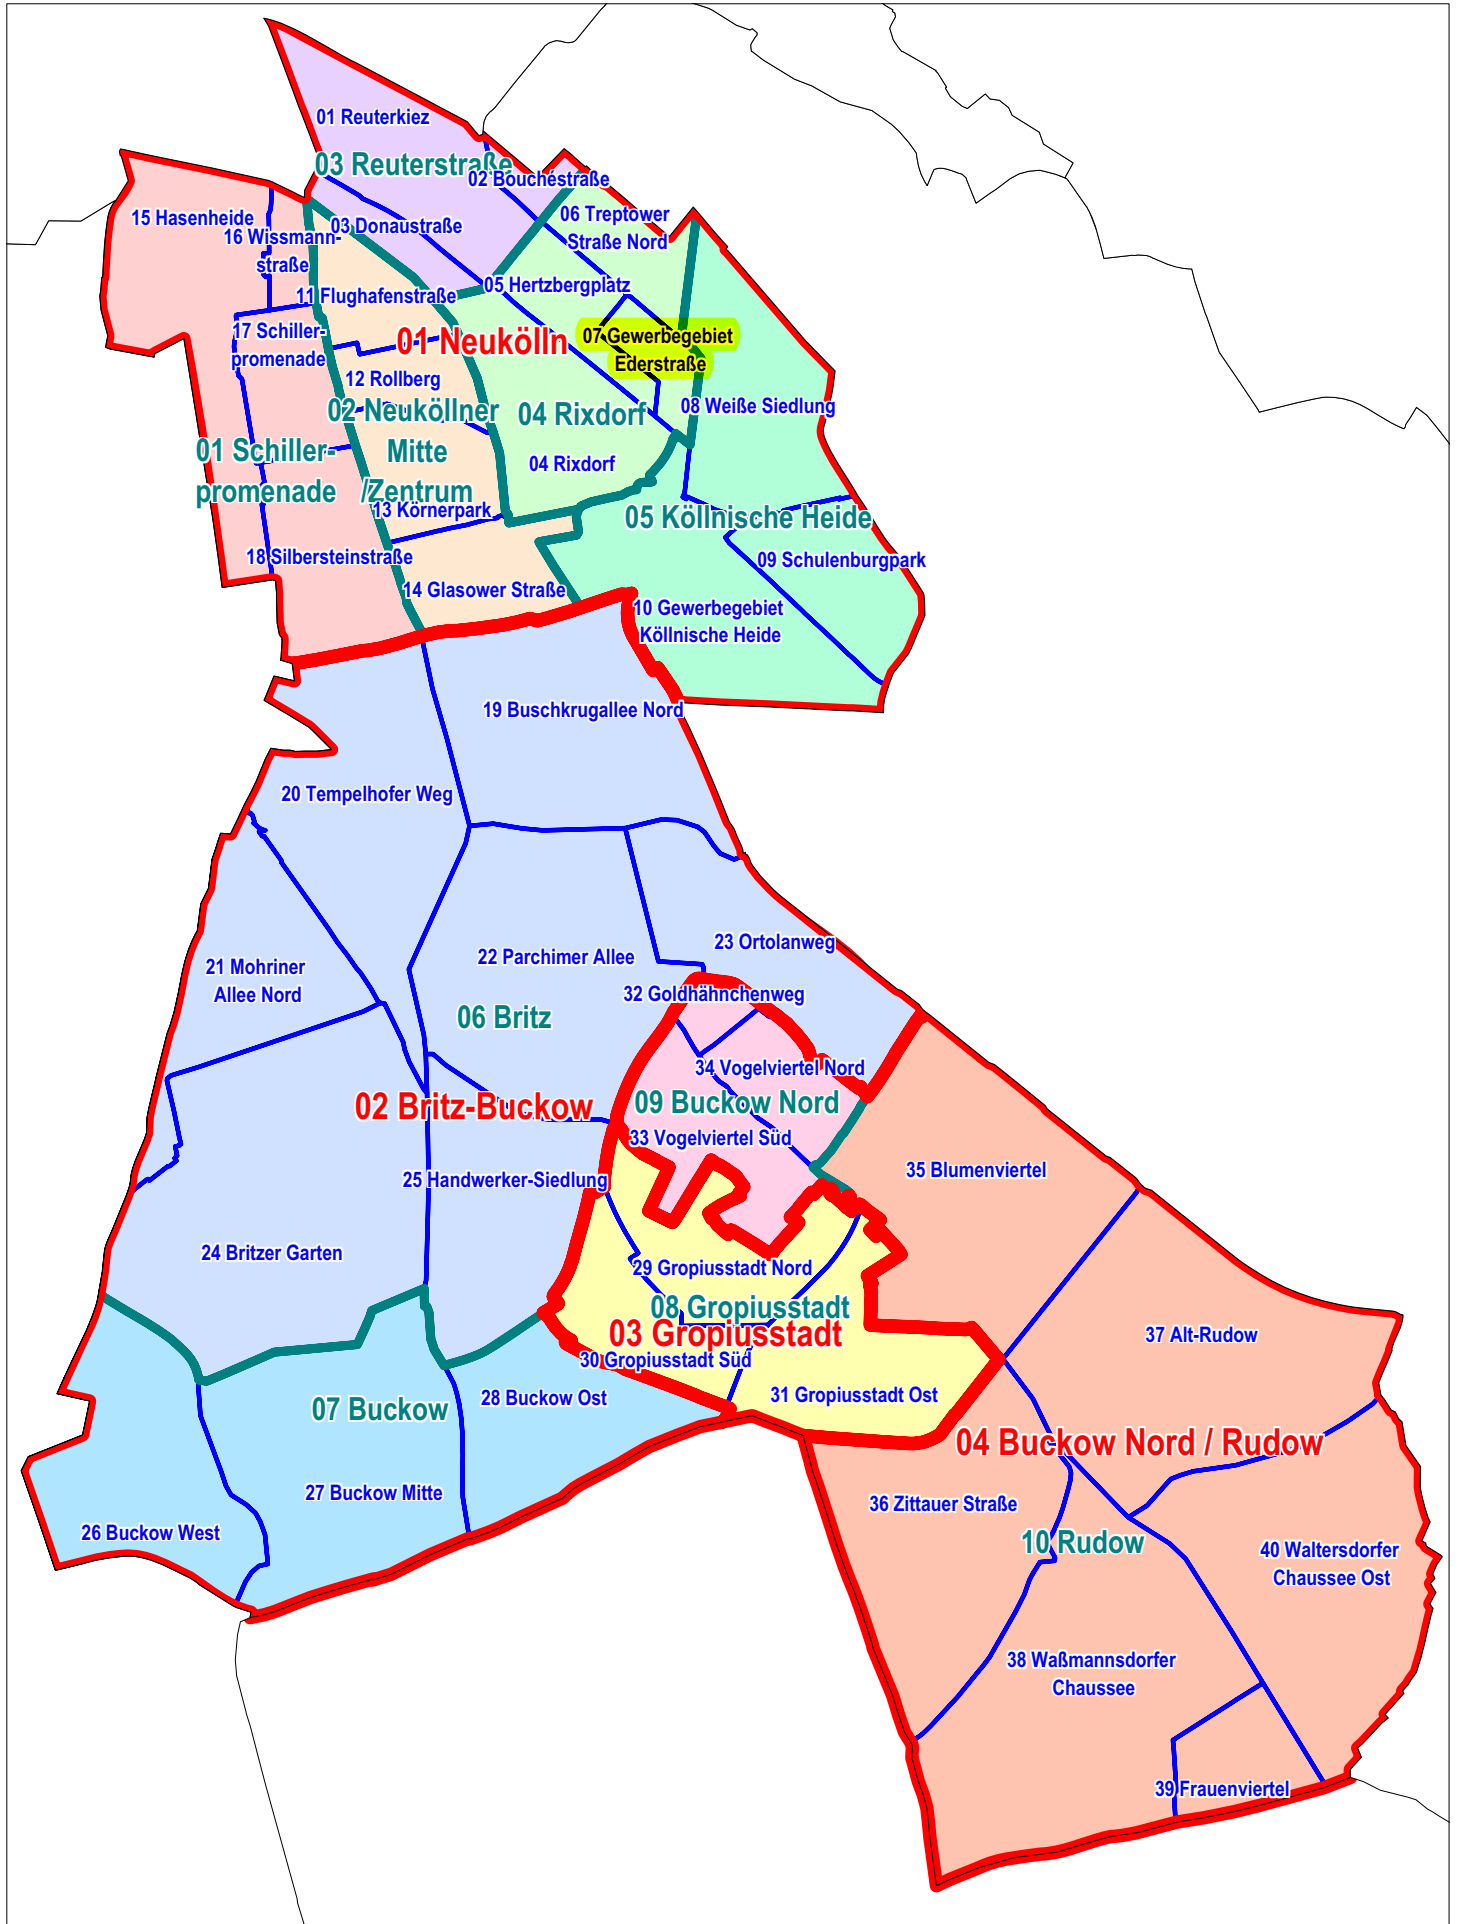 01 Reuterkiez
03 Reuterstraße
02 Bouchéstraße
15 Hasenheide
16 Wissmann-
straße
03 Donaustraße
06 Treptower
Straße Nord
11 Flughafenstraße
05 Hertzbergplatz
17 Schiller-
promenade
01 Neukölln
07 Gewerbegebiet
Ederstraße
12 Rollberg
02 Neuköllner
Mitte
/Zentrum
04 Rixdorf
08 Weiße Siedlung
01 Schiller-
promenade
04 Rixdorf
13 Körnerpark
05 Köllnische Heide
18 Silbersteinstraße
09 Schulenburgpark
14 Glasower Straße
10 Gewerbegebiet
Köllnische Heide
19 Buschkrugallee Nord
20 Tempelhofer Weg
23 Ortolanweg
22 Parchimer Allee
21 Mohriner
Allee Nord
32 Goldhähnchenweg
06 Britz
34 Vogelviertel Nord
02 Britz-Buckow
09 Buckow Nord
33 Vogelviertel Süd
35 Blumenviertel
25 Handwerker-Siedlung
24 Britzer Garten
29 Gropiusstadt Nord
08 Gropiusstadt
03 Gropiusstadt
37 Alt-Rudow
30 Gropiusstadt Süd
31 Gropiusstadt Ost
28 Buckow Ost
07 Buckow
04 Buckow Nord / Rudow
27 Buckow Mitte
36 Zittauer Straße
26 Buckow West
10 Rudow
40 Waltersdorfer
Chaussee Ost
38 Waßmannsdorfer
Chaussee
39 Frauenviertel